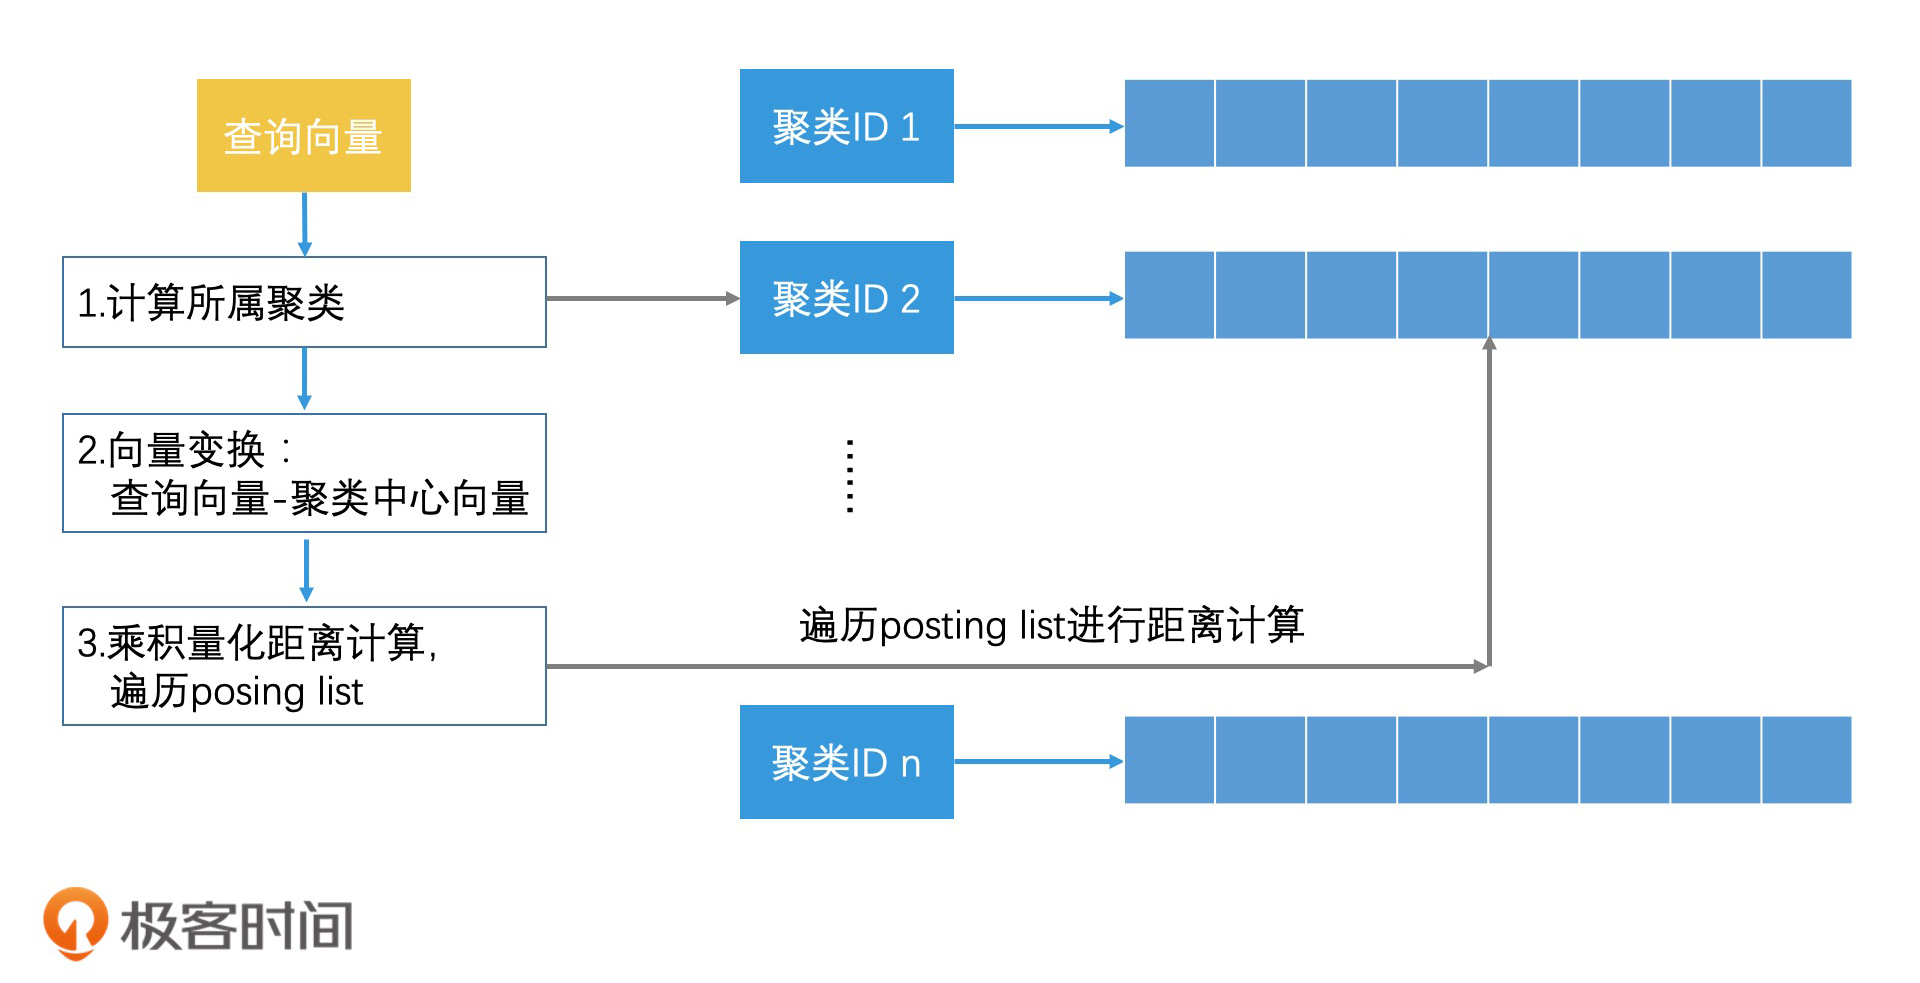 查询向量
1.计算所属聚类
2.向量变换：
查询向量-聚类中心向量
3.乘积量化距离计算，
遍历posing list
聚类ID 1
聚类ID 2
遍历posting list进行距离计算
聚类ID n
极客时间